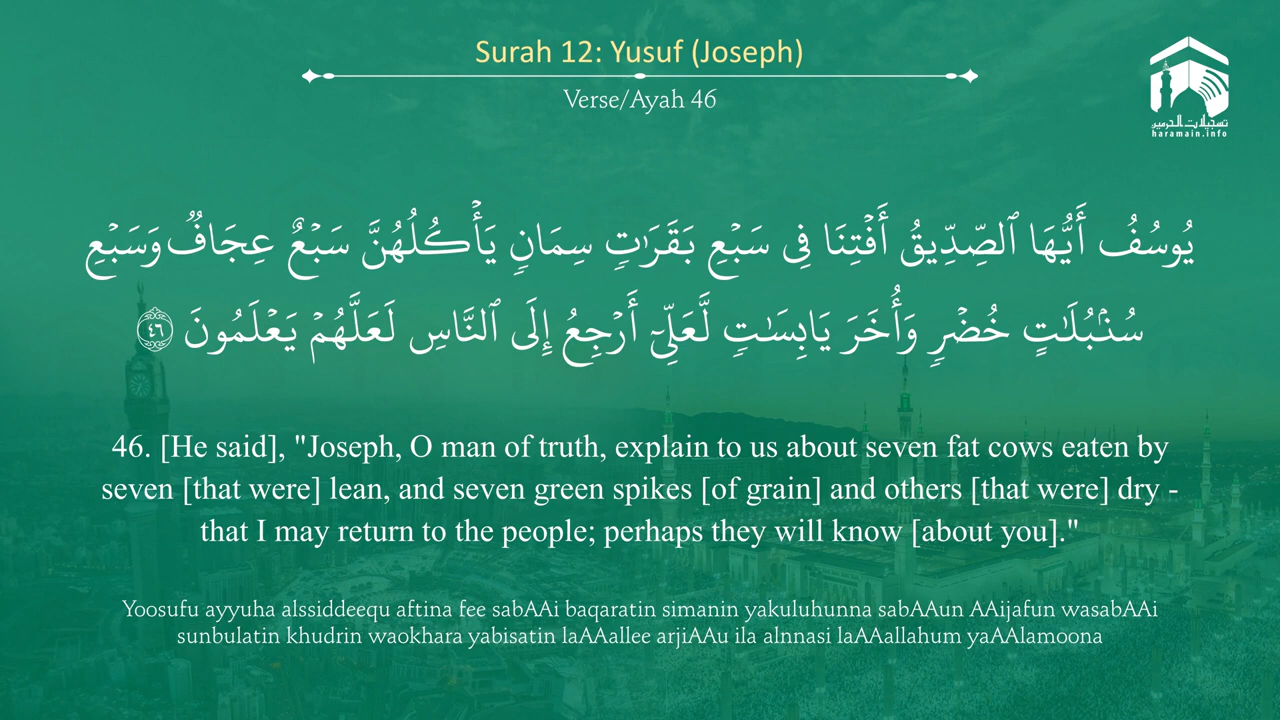 Surah 12: Yusuf (Joseph)
Verse/Ayah 46
تسجيلات الحرمين
haramain.info
يُوسُفُ أَيُّهَا ٱلصِّدِّيقُ أَفۡتِنَا فِى سَبۡعِ بَقَرَٰتٖ سِمَانٖ يَأۡكُلُهُنَّ سَبۡعٌ عِجَافٞ وَسَبۡعِ
سُنۢبُلَٰتٍ خُضۡرٖ وَأُخَرَ يَابِسَٰتٖ لَّعَلِّىٓ أَرۡجِعُ إِلَى ٱلنَّاسِ لَعَلَّهُمۡ يَعۡلَمُونَ ٤٦
46. [He said], "Joseph, O man of truth, explain to us about seven fat cows eaten by
seven [that were] lean, and seven green spikes [of grain] and others [that were] dry -
that I may return to the people; perhaps they will know [about you]."
Yoosufu ayyuha alssiddeequ aftina fee sabAAi baqaratin simanin yakuluhunna sabAAun AAijafun wasabAAi
sunbulatin khudrin waokhara yabisatin laAAallee arjiAAu ila alnnasi laAAallahum yaAAlamoona